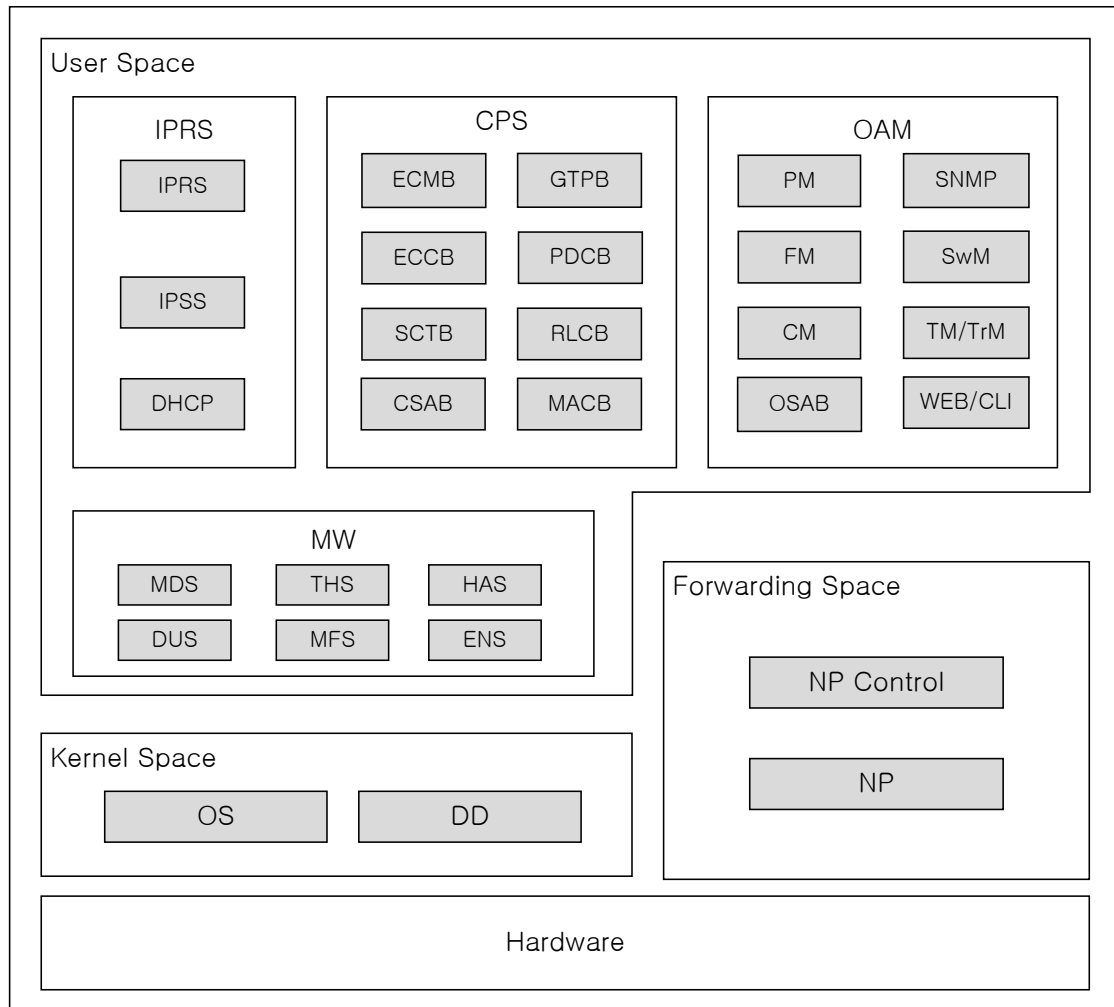 User Space
IPRS
IPRS
IPSS
DHCP
CPS
ECMB GTPB
ECCB PDCB
SCTB RLCB
CSAB MACB
OAM
PM SNMP
FM SwM
CM TM/TrM
OSAB WEB/CLI
MW
MDS THS HAS
DUS MFS ENS
Forwarding Space
NP Control
NP
Kernel Space
OS DD
Hardware